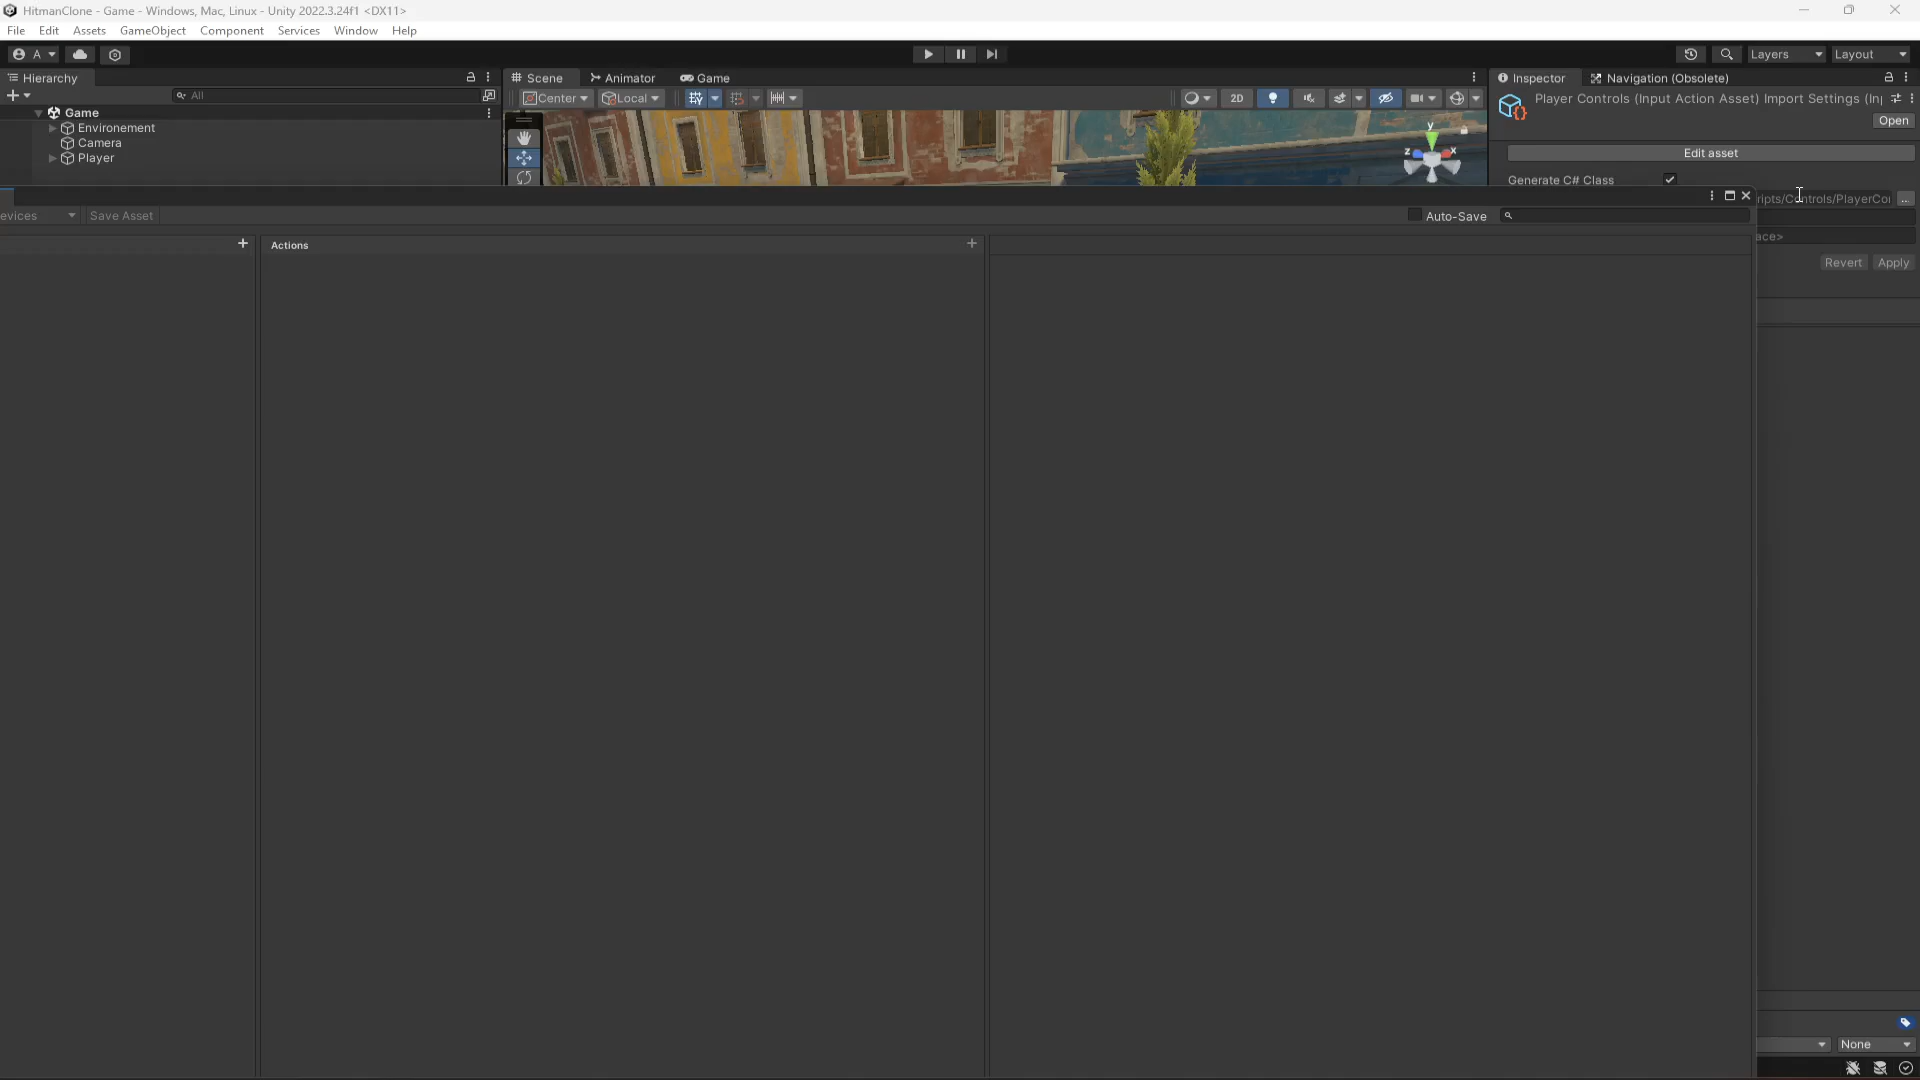 HitmanClone - Game - Windows, Mac, Linux - Unity 2022.3.24f1 <DX11>
File Edit Assets GameObject Component Services Window Help
A Layers Layout
Hierarchy Scene Animator Game Inspector Navigation (Obsolete)
All Center Local 2D Player Controls (Input Action Asset) Import Settings (In
Game
Open
Environement
Camera
Player
Edit asset
Generate C# Class
ripts/Controls/PlayerCo
evices Save Asset Auto-Save
ace>
Actions
Revert Apply
None
y
z x